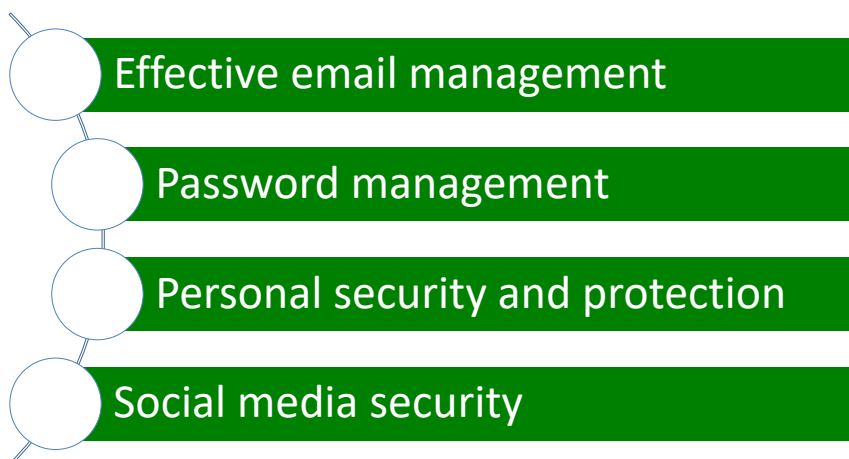 Effective email management
Password management
Personal security and protection
Social media security